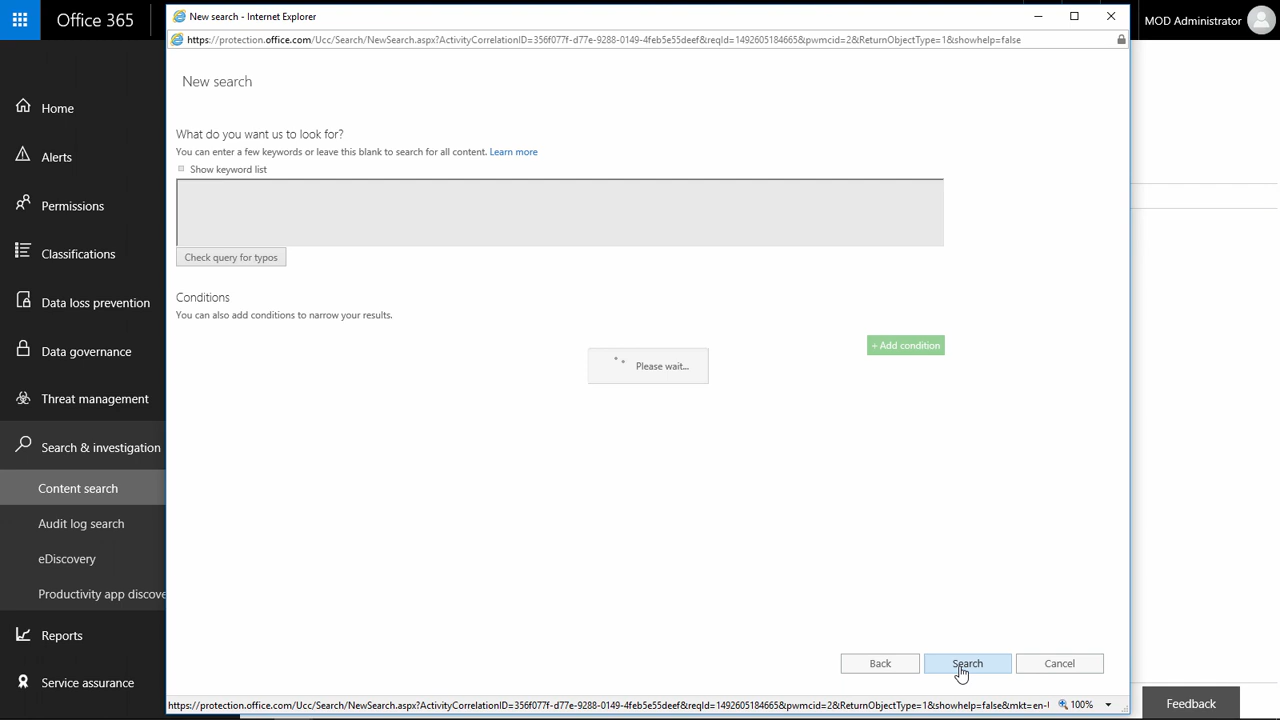 Office 365
New search - Internet Explorer
MOD Administrator
https://protection.office.com/Ucc/Search/NewSearch.aspx?ActivityCorrelationID=356f077f-d77e-9288-0149-4feb5e55deef&reqId=1492605184665&pwmcid=2&ReturnObjectType=1&showhelp=false
New search
Home
What do you want us to look for?
You can enter a few keywords or leave this blank to search for all content. Learn more
Alerts
Show keyword list
Permissions
Classifications
Check query for typos
Conditions
Data loss prevention
You can also add conditions to narrow your results.
+ Add condition
Data governance
Please wait...
Threat management
Search & investigation
Content search
Audit log search
eDiscovery
Productivity app discove
Reports
Back
Search
Cancel
Service assurance
https://protection.office.com/Ucc/Search/NewSearch.aspx?ActivityCorrelationID=356f077f-d77e-9288-0149-4feb5e55deef&reqId=1492605184665&pwmcid=2&ReturnObjectType=1&showhelp=false&mkt=en-
100%
Feedback